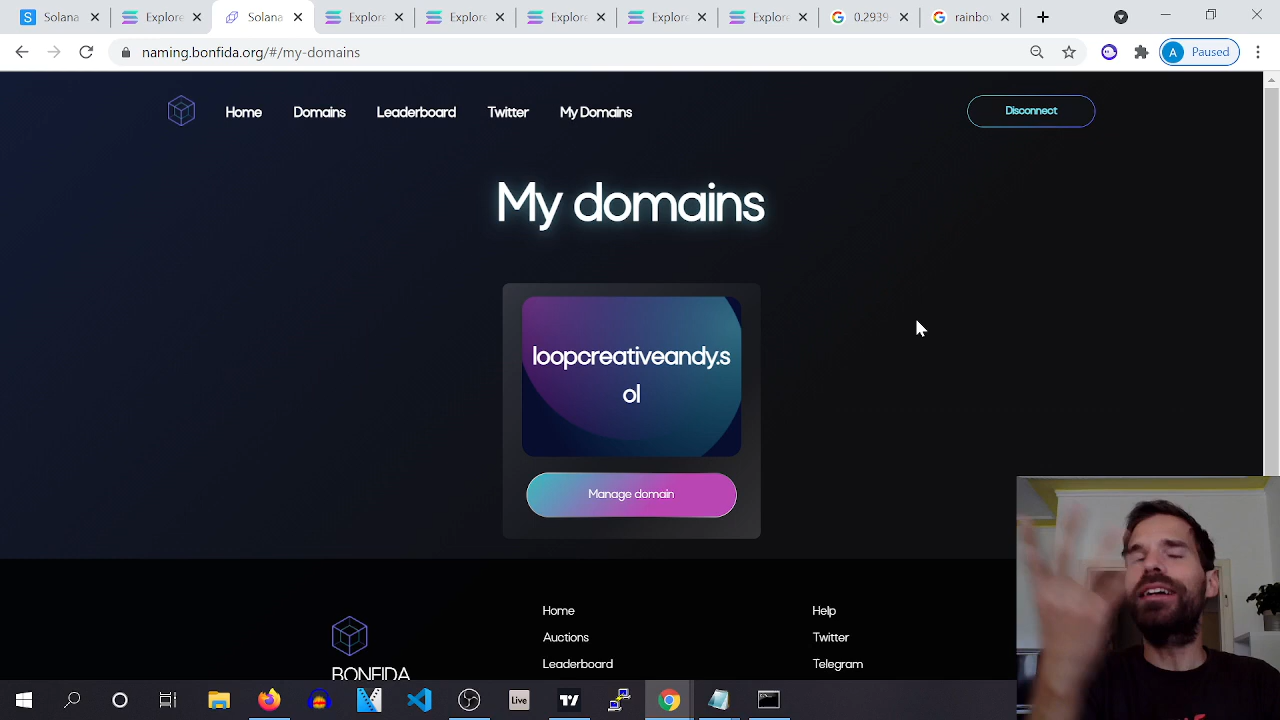 Solana
Explore
Solana
Explore
Explore
Explore
Explore
Explore
0.2939
rainbo
naming.bonfida.org/#/my-domains
A Paused
Home
Domains
Leaderboard
Twitter
My Domains
Disconnect
My domains
loopcreativeandy.s
ol
Manage domain
BONFIDA
Home
Auctions
Leaderboard
Help
Twitter
Telegram
Live